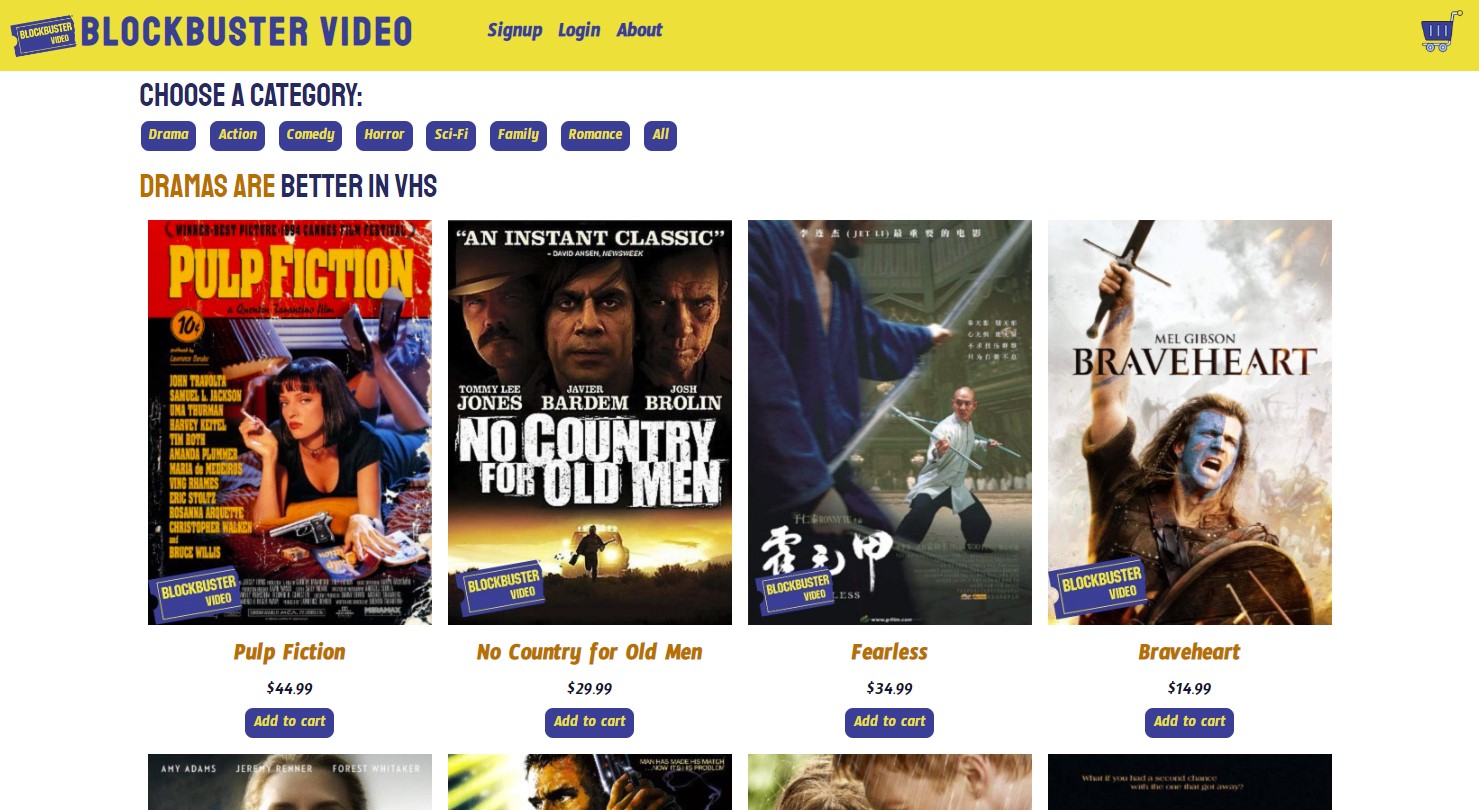 BLOCKBUSTER
VIDEO
BLOCKBUSTER VIDEO
Signup Login About
CHOOSE A CATEGORY:
Drama Action Comedy Horror Sci-Fi Family Romance All
DRAMAS ARE BETTER IN VHS
WINNER-BEST PICTURE-1994 CANNES FILM FESTIVAL
PULP FICTION
a Quentin Tarantino film
10¢
produced by
Lawrence Bender
JOHN TRAVOLTA
SAMUEL L. JACKSON
UMA THURMAN
HARVEY KEITEL
TIM ROTH
AMANDA PLUMMER
MARIA de MEDEIROS
VING RHAMES
ERIC STOLTZ
ROSANNA ARQUETTE
CHRISTOPHER WALKEN
and
BRUCE WILLIS
BLOCKBUSTER
VIDEO
MIRAMAX
"AN INSTANT CLASSIC"
– DAVID ANSEN, NEWSWEEK
TOMMY LEE JONES
JAVIER BARDEM
JOSH BROLIN
NO COUNTRY
FOR OLD MEN
BLOCKBUSTER
VIDEO
李连杰 (JET LI) 最重要的电影
霍元甲
BLOCKBUSTER
VIDEO
LESS
MEL GIBSON
BRAVEHEART
BLOCKBUSTER
VIDEO
Pulp Fiction No Country for Old Men Fearless Braveheart
$44.99 $29.99 $34.99 $14.99
Add to cart Add to cart Add to cart Add to cart
AMY ADAMS JEREMY RENNER FOREST WHITAKER
MAN HAS MADE HIS MATCH
...NOW IT'S HIS PROBLEM
What if you had a second chance
with the one that got away?